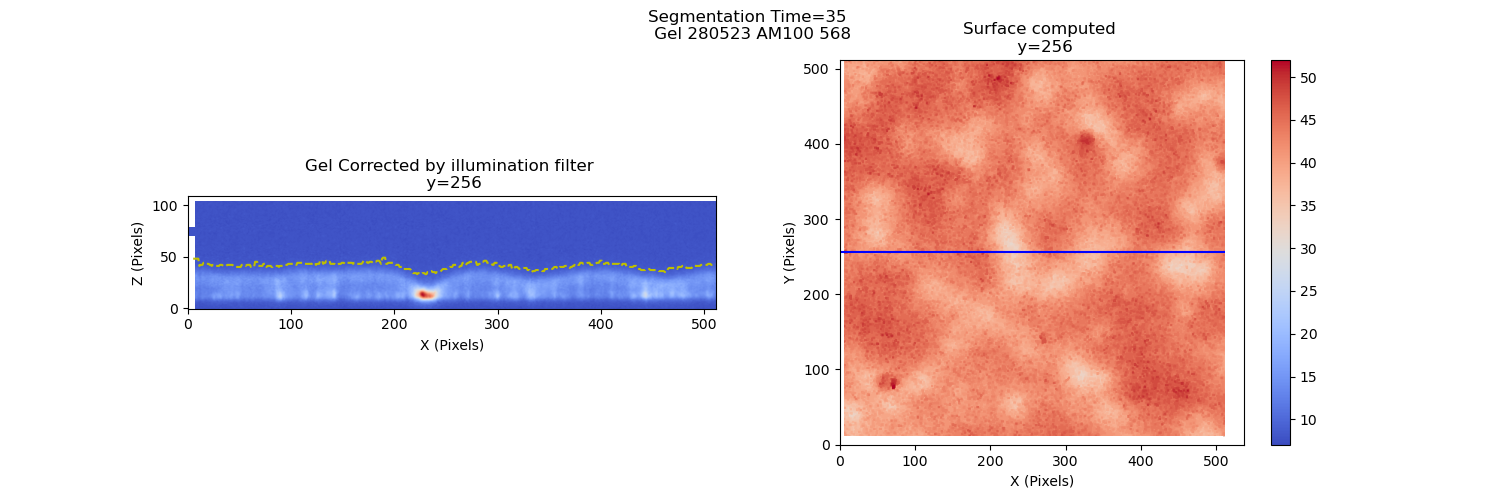 Segmentation Time=35
Gel 280523 AM100 568
Gel Corrected by illumination filter
y=256
100
50
0
Z (Pixels)
0 100 200 300 400 500
X (Pixels)
Surface computed
y=256
500
400
300
200
100
0
Y (Pixels)
0 100 200 300 400 500
X (Pixels)
50
45
40
35
30
25
20
15
10